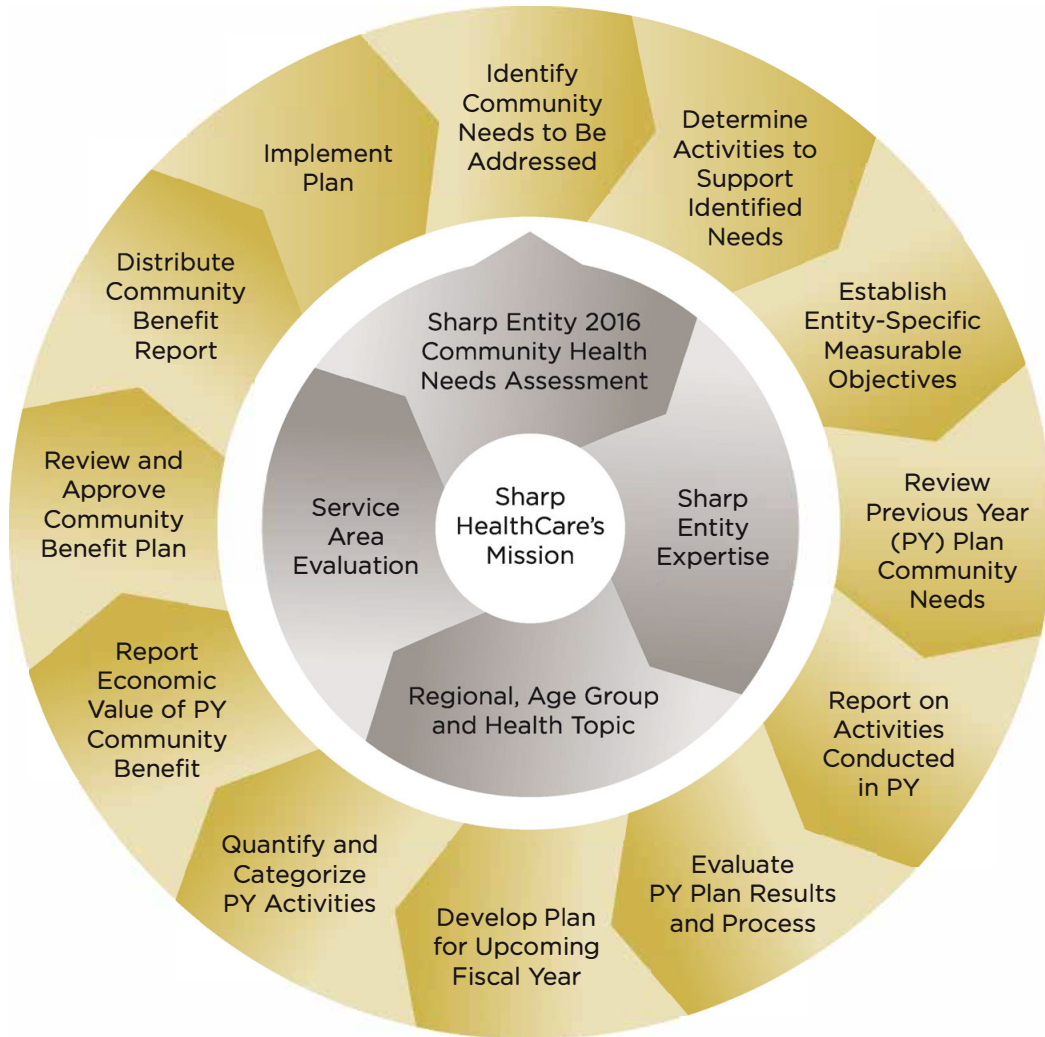 Identify
Community
Needs to Be
Addressed
Determine
Activities to
Support
Identified
Needs
Establish
Entity-Specific
Measurable
Objectives
Review
Previous Year
(PY) Plan
Community
Needs
Report on
Activities
Conducted
in PY
Evaluate
PY Plan Results
and Process
Develop Plan
for Upcoming
Fiscal Year
Quantify and
Categorize
PY Activities
Report
Economic
Value of PY
Community
Benefit
Review and
Approve
Community
Benefit Plan
Distribute
Community
Benefit
Report
Implement
Plan
Sharp Entity 2016
Community Health
Needs Assessment
Sharp
Entity
Expertise
Regional, Age Group
and Health Topic
Service
Area
Evaluation
Sharp
HealthCare's
Mission